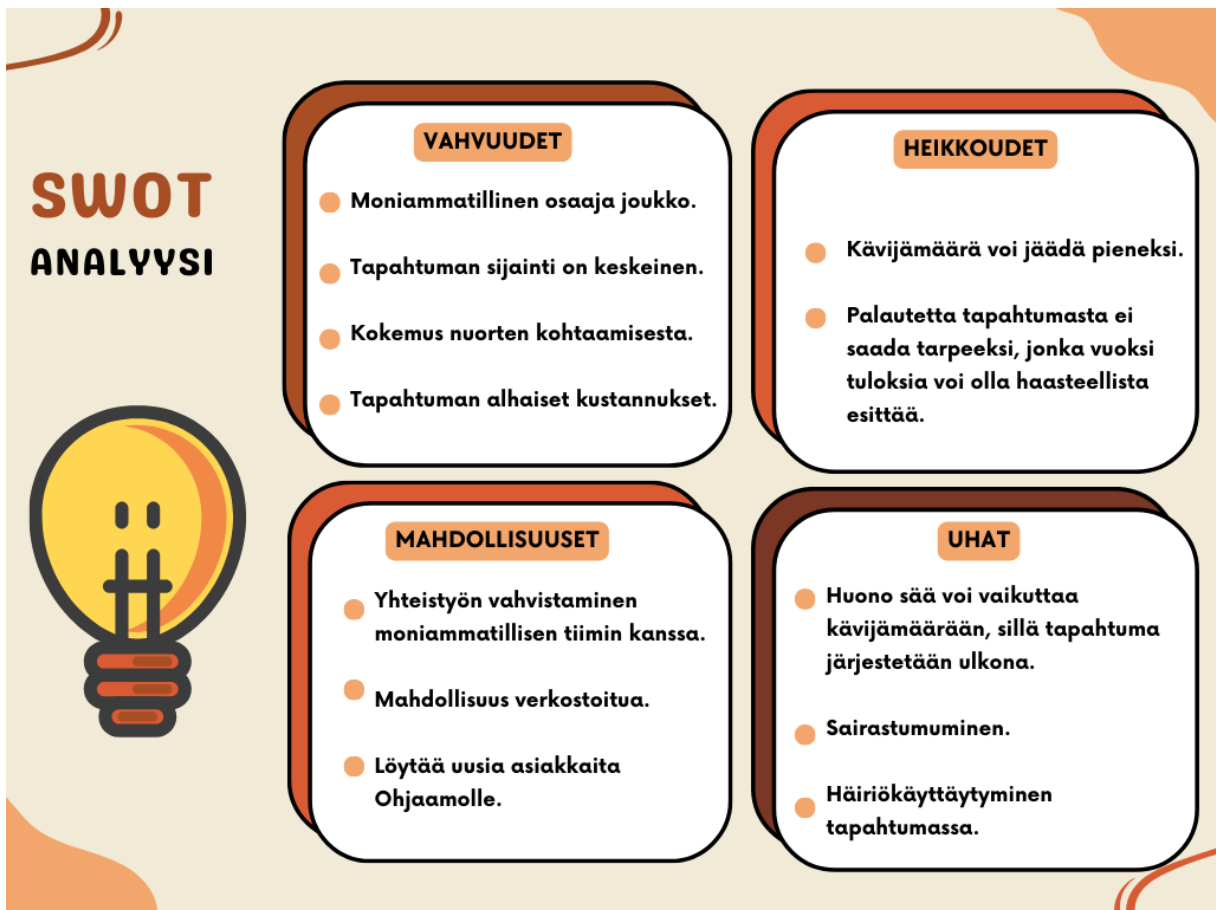 SWOT
ANALYYSI
VAHVUUDET
Moniammatillinen osaaja joukko.
Tapahtuman sijainti on keskeinen.
Kokemus nuorten kohtaamisesta.
Tapahtuman alhaiset kustannukset.
HEIKKOUDET
Kävijämäärä voi jäädä pieneksi.
Palautetta tapahtumasta ei
saada tarpeeksi, jonka vuoksi
tuloksia voi olla haasteellista
esittää.
MAHDOLLISUUSET
Yhteistyön vahvistaminen
moniammatillisen tiimin kanssa.
Mahdollisuus verkostoitua.
Löytää uusia asiakkaita
Ohjaamolle.
UHAT
Huono sää voi vaikuttaa
kävijämäärään, sillä tapahtuma
järjestetään ulkona.
Sairastumuminen.
Häiriökäyttäytyminen
tapahtumassa.